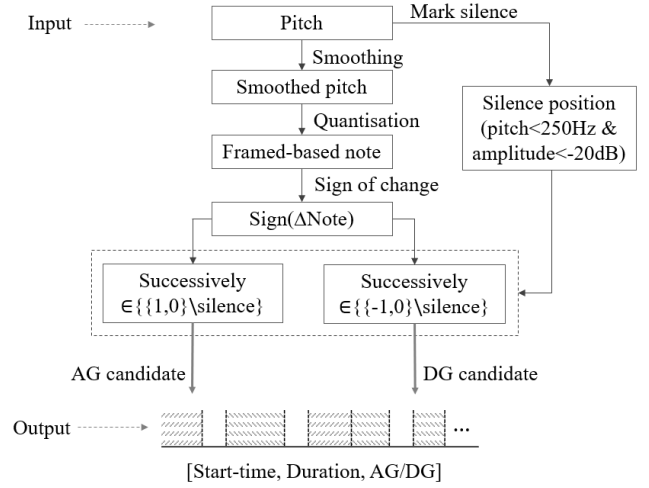 Input
Pitch
Mark silence
Smoothing
Smoothed pitch
Silence position
(pitch<250Hz &
amplitude<-20dB)
Quantisation
Framed-based note
Sign of change
Sign(ΔNote)
Successively
∈{{1,0}\silence}
Successively
∈{{-1,0}\silence}
AG candidate
DG candidate
Output
...
[Start-time, Duration, AG/DG]